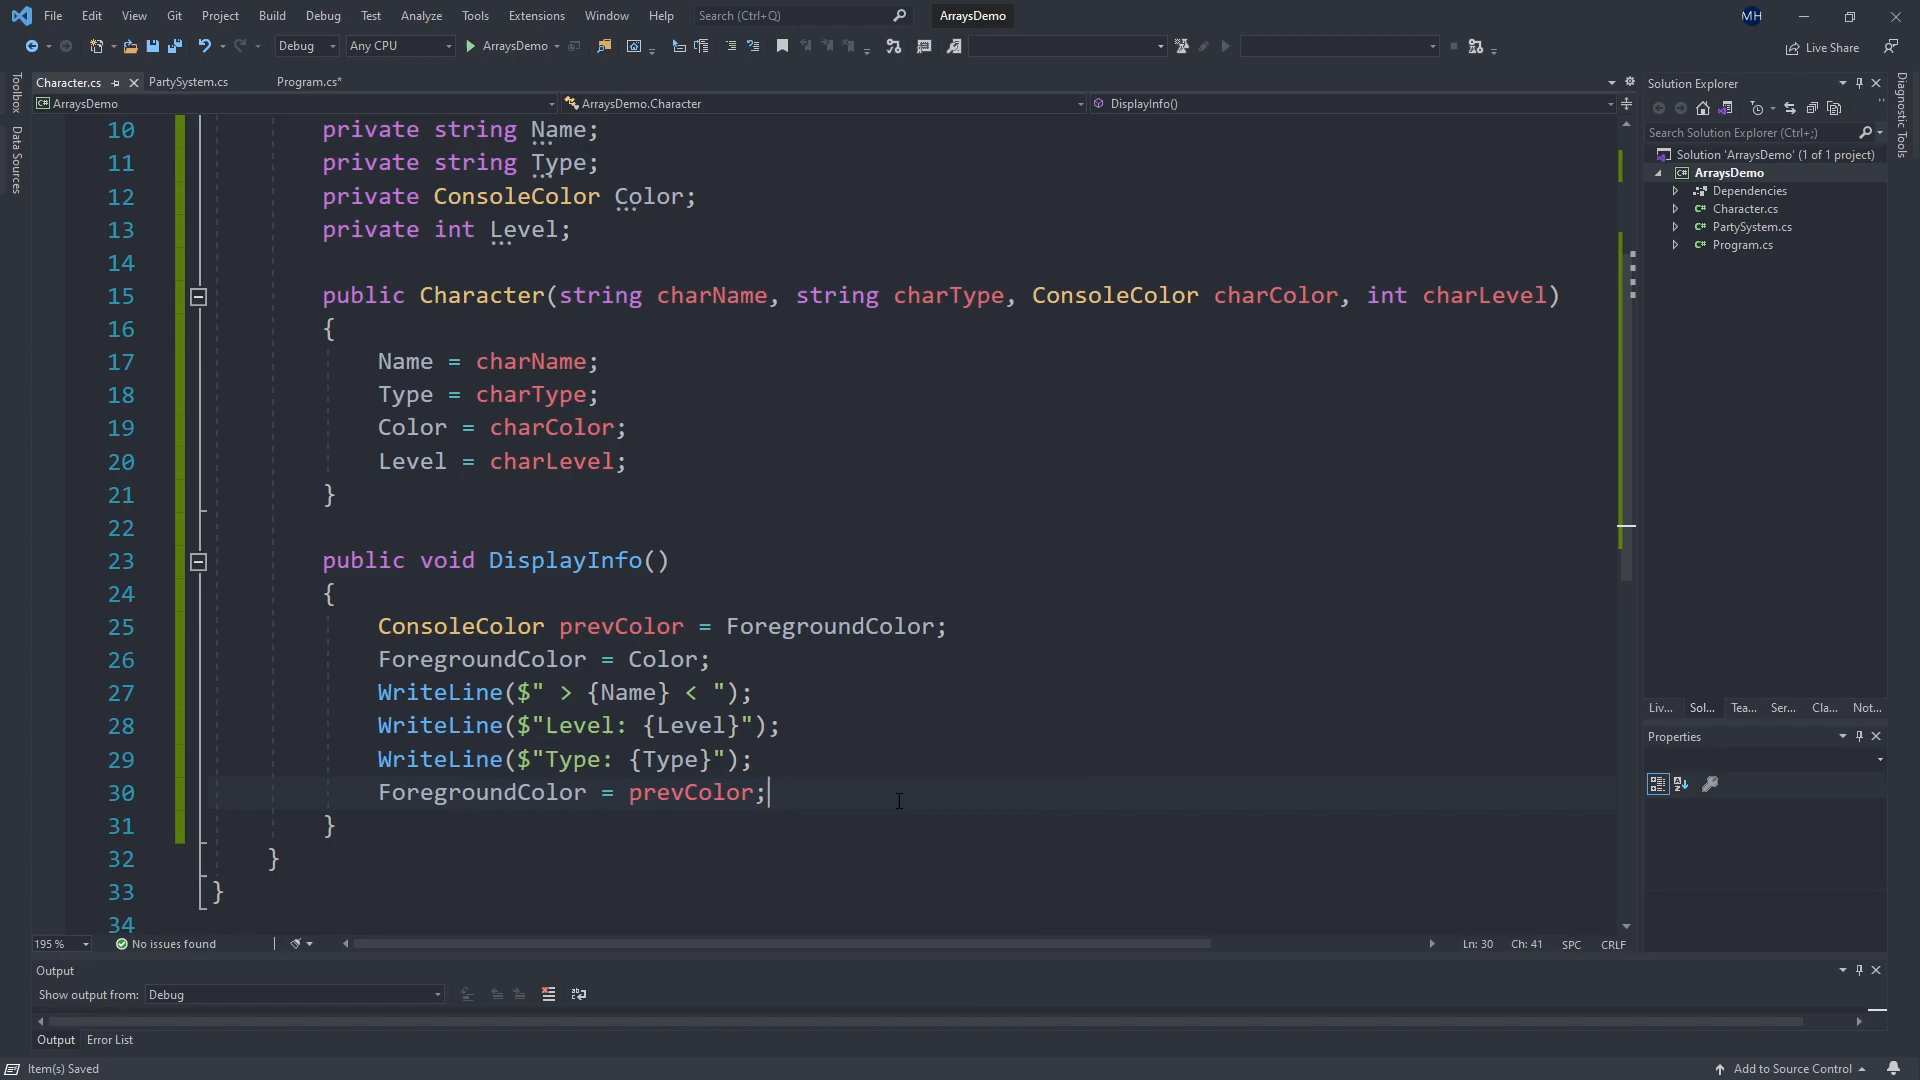 File Edit View Git Project Build Debug Test Analyze Tools Extensions Window Help Search (Ctrl+Q) ArraysDemo MH
Debug Any CPU ArraysDemo Live Share
Toolbox
Data Sources
Character.cs PartySystem.cs Program.cs*
ArraysDemo ArraysDemo.Character DisplayInfo()
10 private string Name;
11 private string Type;
12 private ConsoleColor Color;
13 private int Level;
14
15 public Character(string charName, string charType, ConsoleColor charColor, int charLevel)
16 {
17 Name = charName;
18 Type = charType;
19 Color = charColor;
20 Level = charLevel;
21 }
22
23 public void DisplayInfo()
24 {
25 ConsoleColor prevColor = ForegroundColor;
26 ForegroundColor = Color;
27 WriteLine($" > {Name} < ");
28 WriteLine($"Level: {Level}");
29 WriteLine($"Type: {Type}");
30 ForegroundColor = prevColor;
31 }
32 }
33 }
34
195 % No issues found Ln: 30 Ch: 41 SPC CRLF
Solution Explorer
Search Solution Explorer (Ctrl+;)
Solution 'ArraysDemo' (1 of 1 project)
ArraysDemo
Dependencies
C# Character.cs
C# PartySystem.cs
C# Program.cs
Liv... Sol... Tea... Ser... Cla... Not...
Properties
Diagnostic Tools
Output
Show output from: Debug
Output Error List
Item(s) Saved Add to Source Control